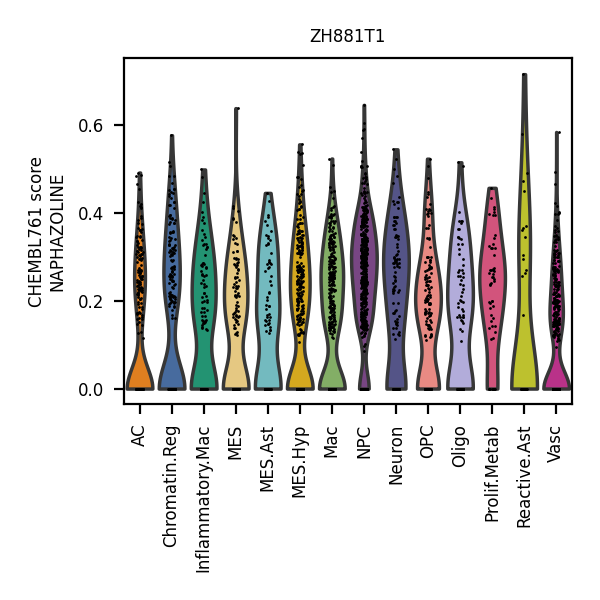 ZH881T1
CHEMBL761 score
NAPHAZOLINE
0.6
0.4
0.2
0.0
AC
Chromatin.Reg
Inflammatory.Mac
MES
MES.Ast
MES.Hyp
Mac
NPC
Neuron
OPC
Oligo
Prolif.Metab
Reactive.Ast
Vasc